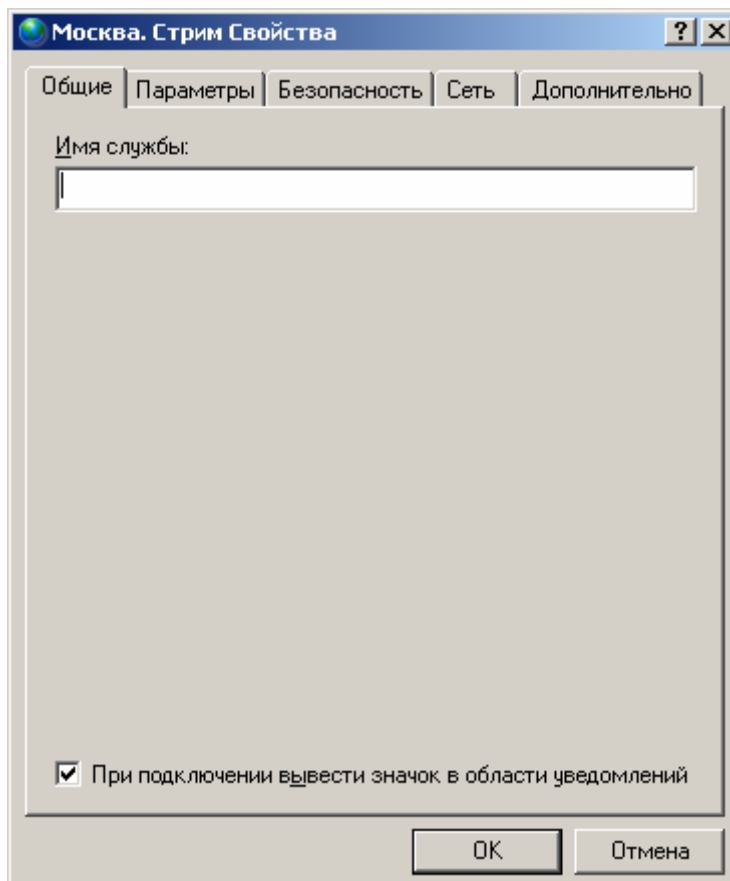 Москва. Стрим Свойства
Общие Параметры Безопасность Сеть Дополнительно
Имя службы:
При подключении вывести значок в области уведомлений
OK Отмена